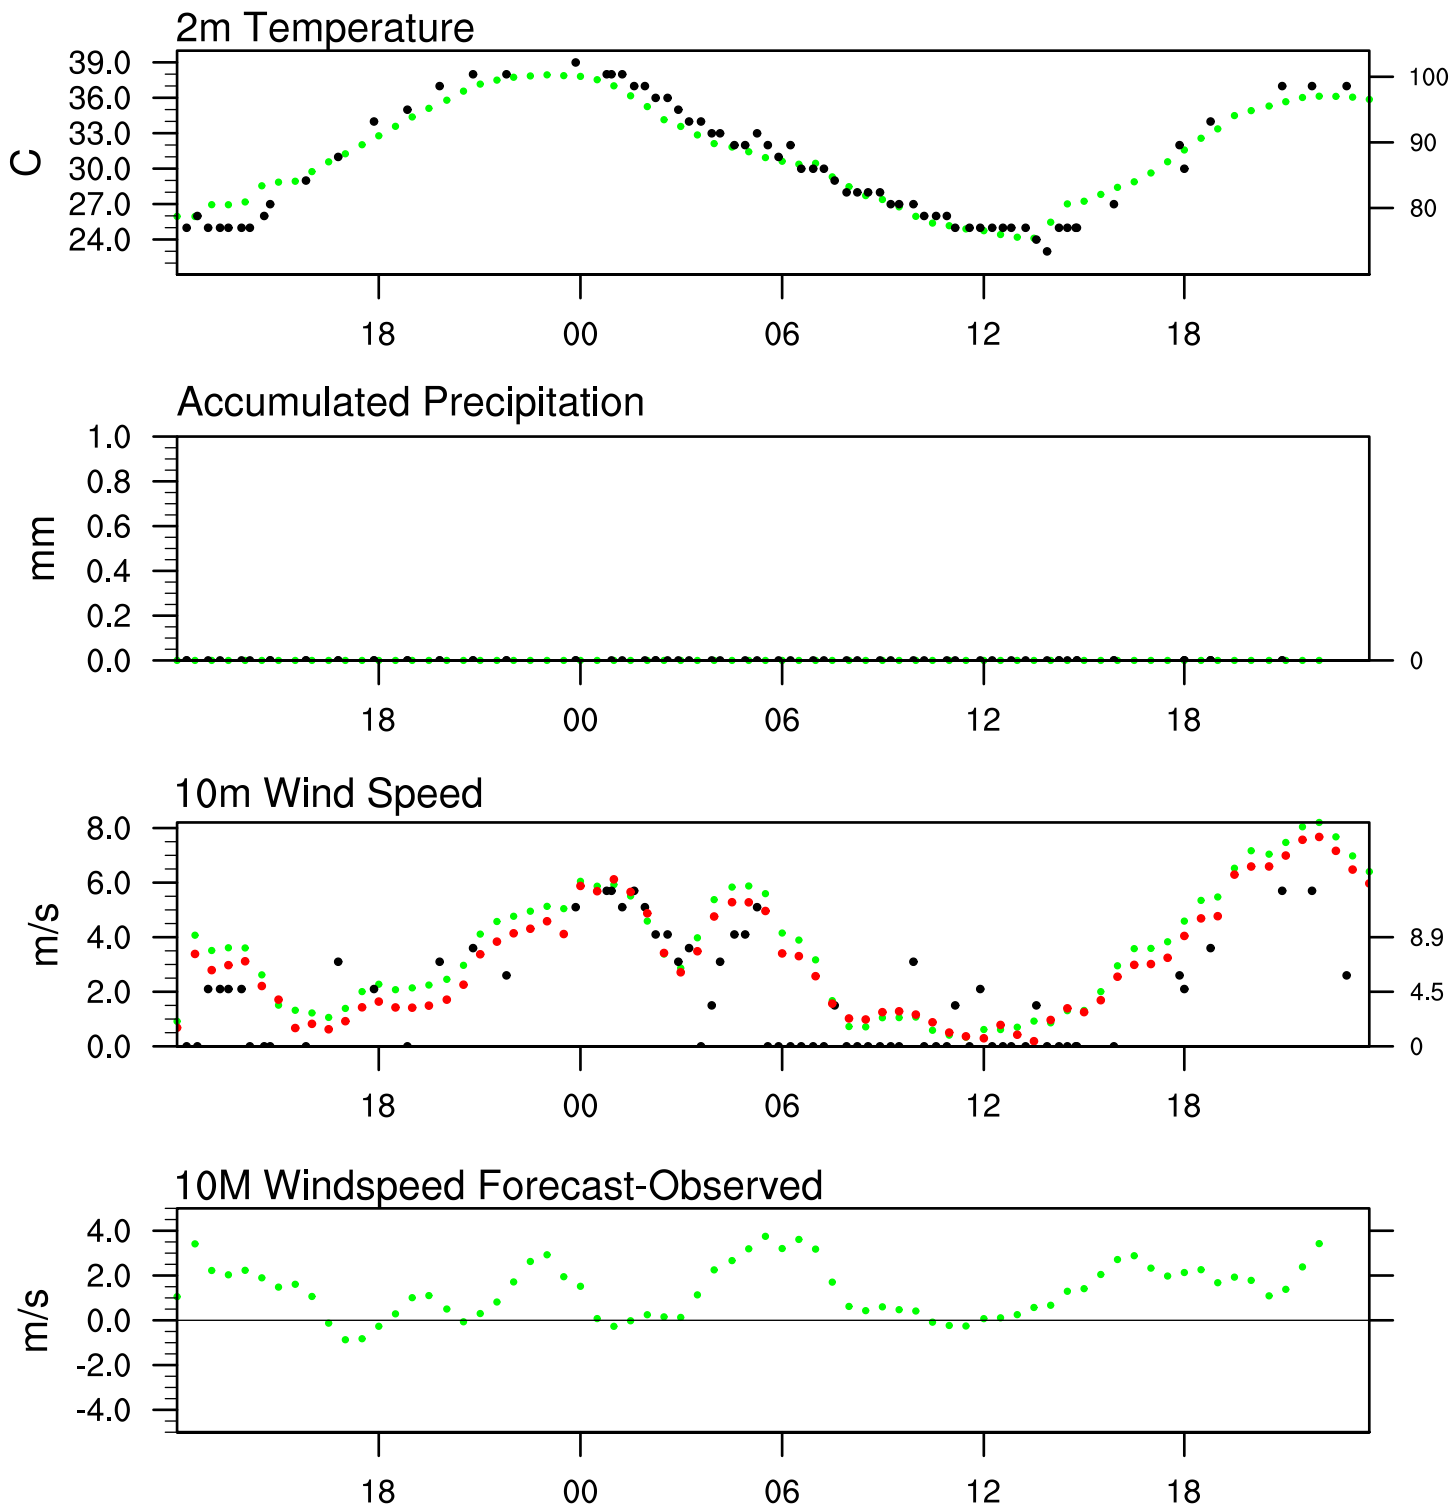 2m Temperature
39.0
36.0
33.0
30.0
27.0
24.0
C
100
90
80
18 00 06 12 18
Accumulated Precipitation
1.0
0.8
0.6
0.4
0.2
0.0
mm
0
18 00 06 12 18
10m Wind Speed
8.0
6.0
4.0
2.0
0.0
m/s
8.9
4.5
0
18 00 06 12 18
10M Windspeed Forecast-Observed
4.0
2.0
0.0
-2.0
-4.0
m/s
18 00 06 12 18